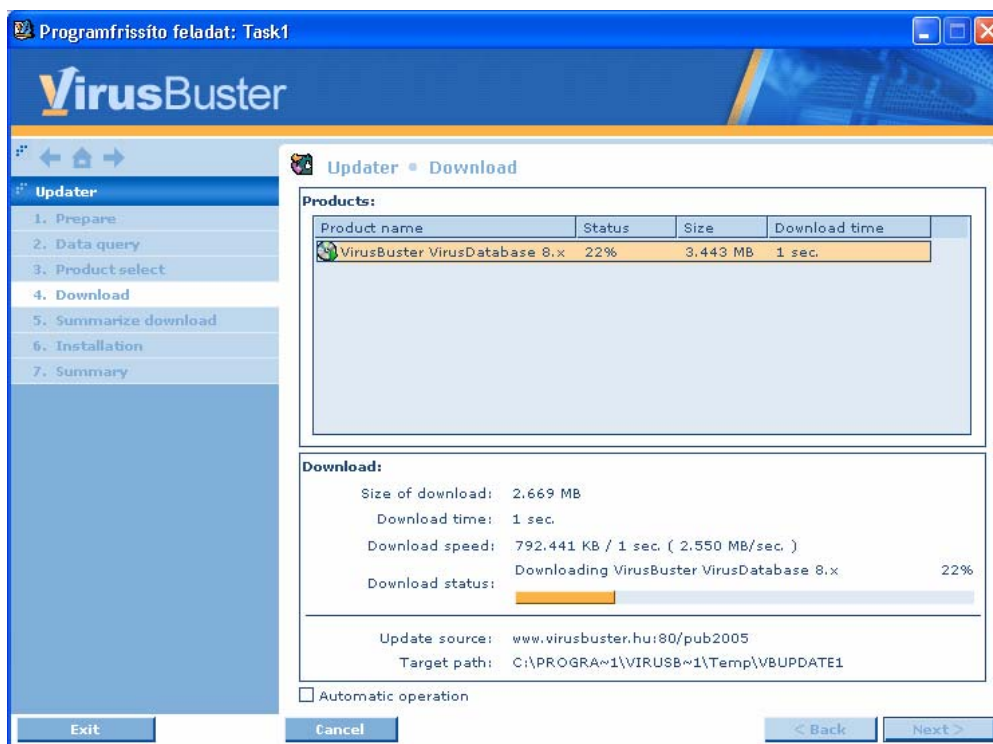 Programfrissíto feladat: Task1
VirusBuster
Updater
1. Prepare
2. Data query
3. Product select
4. Download
5. Summarize download
6. Installation
7. Summary
Updater • Download
Products:
Product name Status Size Download time
VirusBuster VirusDatabase 8.x 22% 3.443 MB 1 sec.
Download:
Size of download: 2.669 MB
Download time: 1 sec.
Download speed: 792.441 KB / 1 sec. ( 2.550 MB/sec. )
Download status: Downloading VirusBuster VirusDatabase 8.x 22%
Update source: www.virusbuster.hu:80/pub2005
Target path: C:\PROGRA~1\VIRUSB~1\Temp\VBUPDATE1
Automatic operation
Exit Cancel < Back Next >